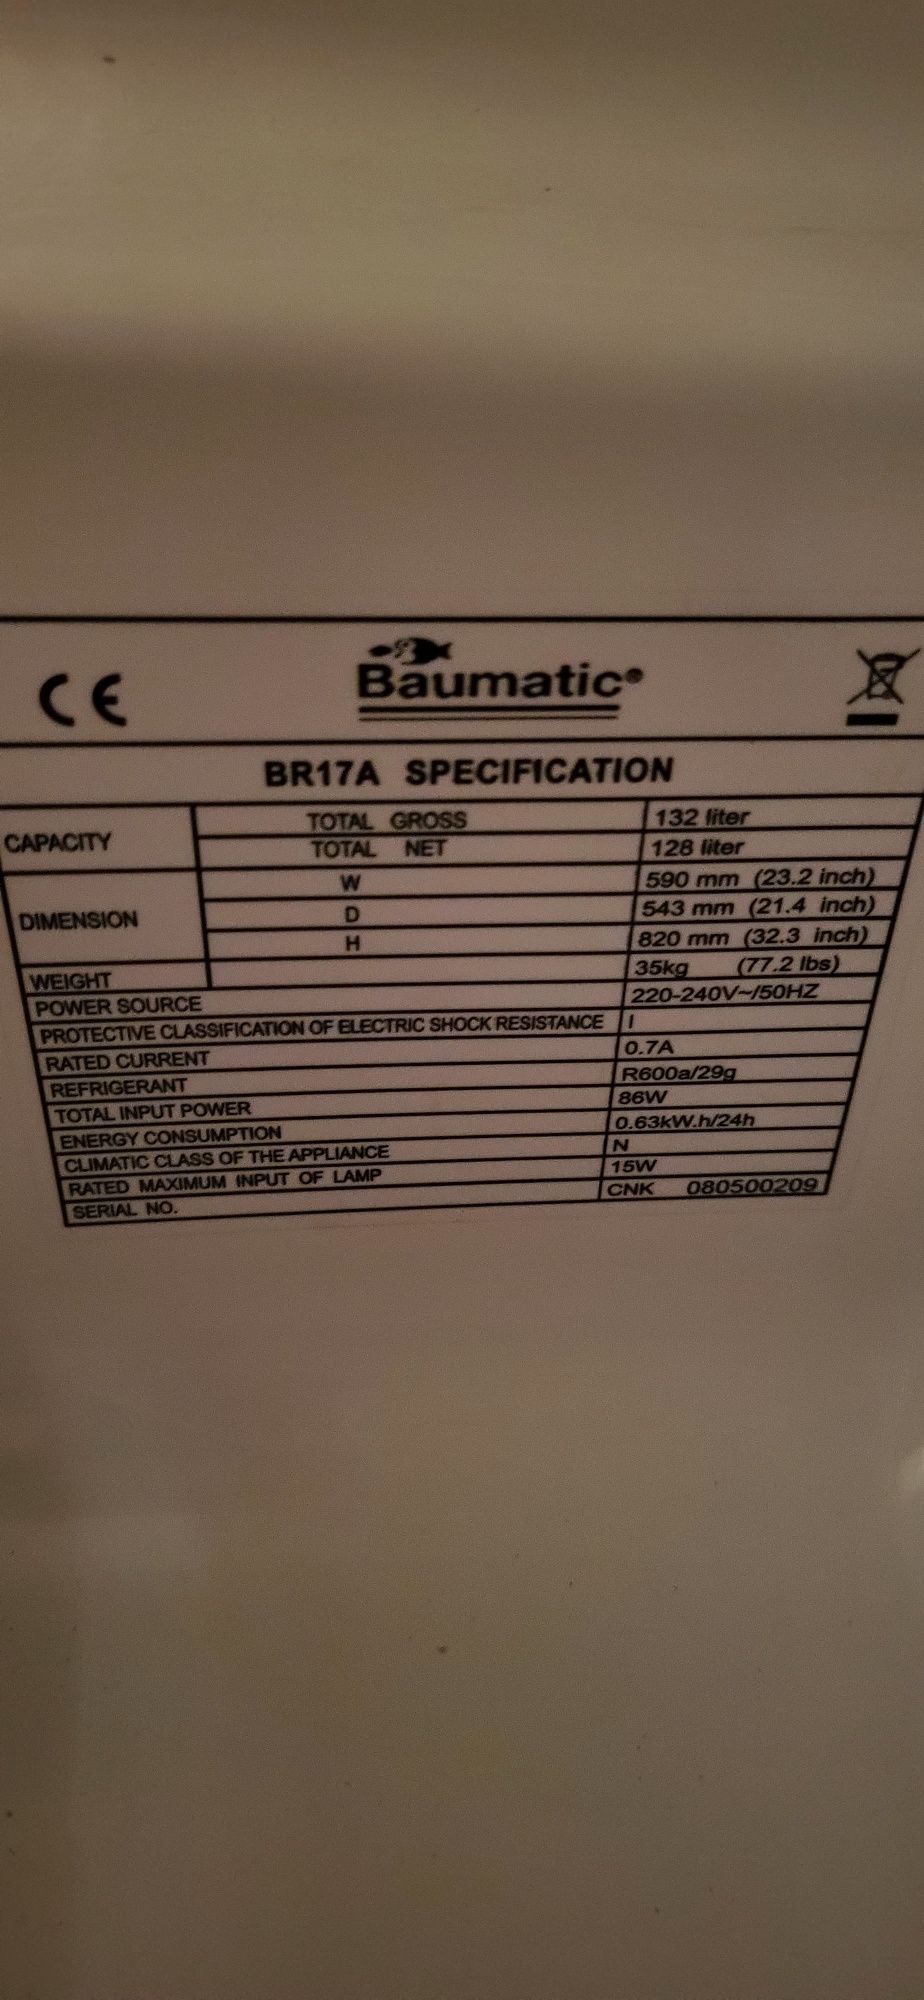 CE Baumatic®
BR17A SPECIFICATION
CAPACITY TOTAL GROSS 132 liter
TOTAL NET 128 liter
DIMENSION W 590 mm (23.2 inch)
D 543 mm (21.4 inch)
H 820 mm (32.3 inch)
WEIGHT 35kg (77.2 lbs)
POWER SOURCE 220-240V~/50HZ
PROTECTIVE CLASSIFICATION OF ELECTRIC SHOCK RESISTANCE I
RATED CURRENT 0.7A
REFRIGERANT R600a/29g
TOTAL INPUT POWER 86W
ENERGY CONSUMPTION 0.63kW.h/24h
CLIMATIC CLASS OF THE APPLIANCE N
RATED MAXIMUM INPUT OF LAMP 15W
SERIAL NO. CNK 080500209